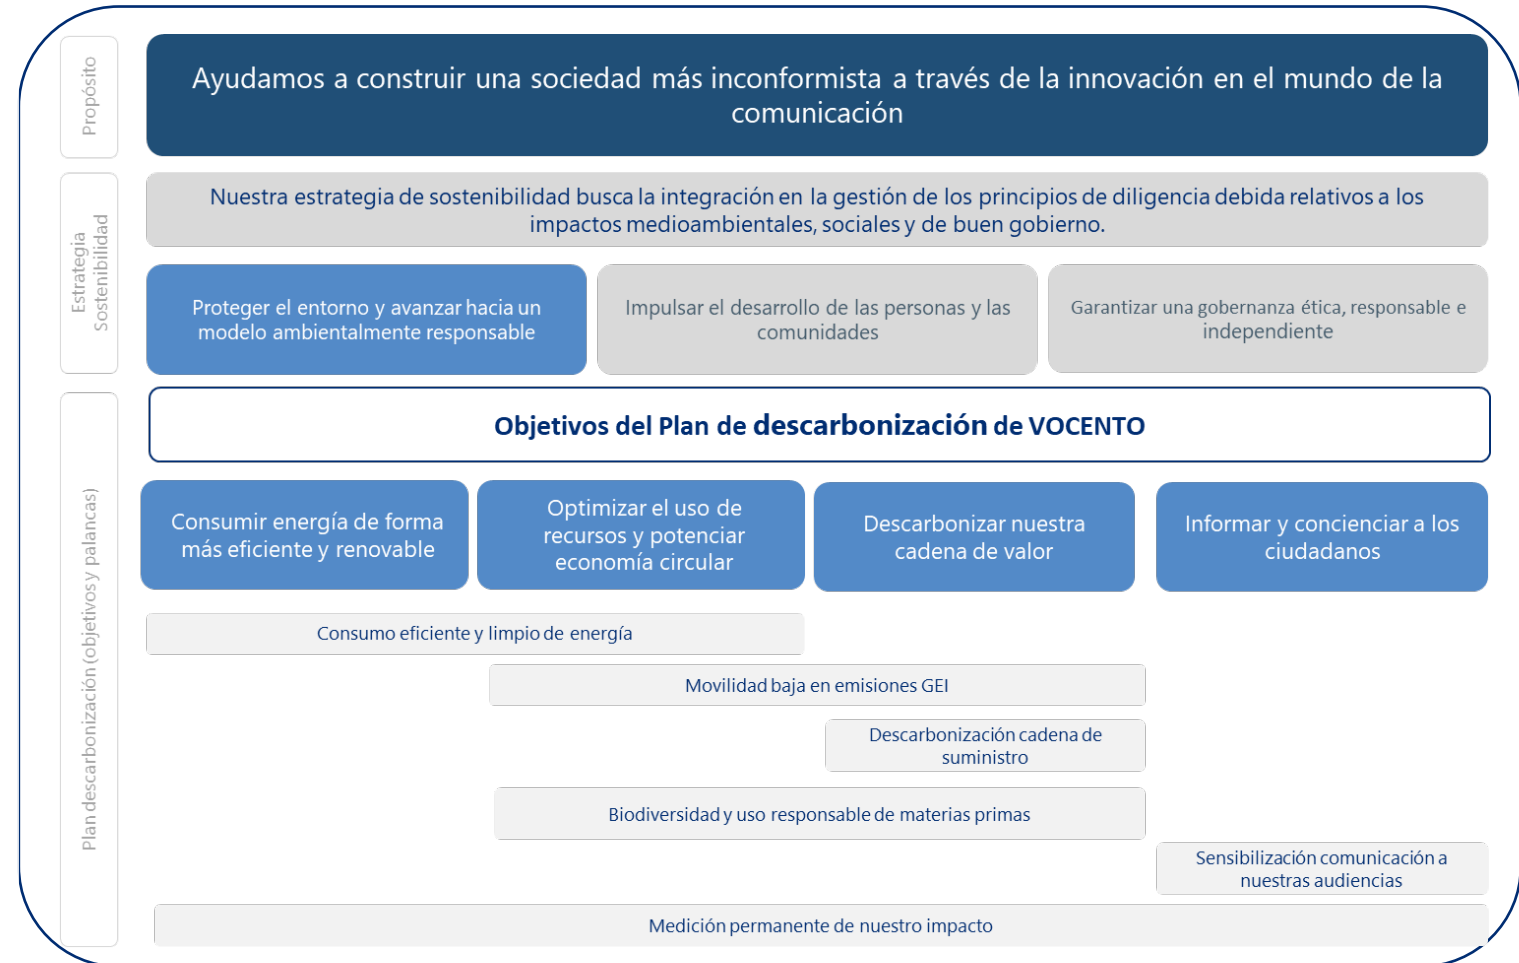 Propósito
Ayudamos a construir una sociedad más inconformista a través de la innovación en el mundo de la
comunicación
Estrategia
Sostenibilidad
Nuestra estrategia de sostenibilidad busca la integración en la gestión de los principios de diligencia debida relativos a los
impactos medioambientales, sociales y de buen gobierno.
Proteger el entorno y avanzar hacia un
modelo ambientalmente responsable
Impulsar el desarrollo de las personas y las
comunidades
Garantizar una gobernanza ética, responsable e
independiente
Plan descarbonización (objetivos y palancas)
Objetivos del Plan de descarbonización de VOCENTO
Consumir energía de forma
más eficiente y renovable
Optimizar el uso de
recursos y potenciar
economía circular
Descarbonizar nuestra
cadena de valor
Informar y concienciar a los
ciudadanos
Consumo eficiente y limpio de energía
Movilidad baja en emisiones GEI
Descarbonización cadena de
suministro
Biodiversidad y uso responsable de materias primas
Sensibilización comunicación a
nuestras audiencias
Medición permanente de nuestro impacto